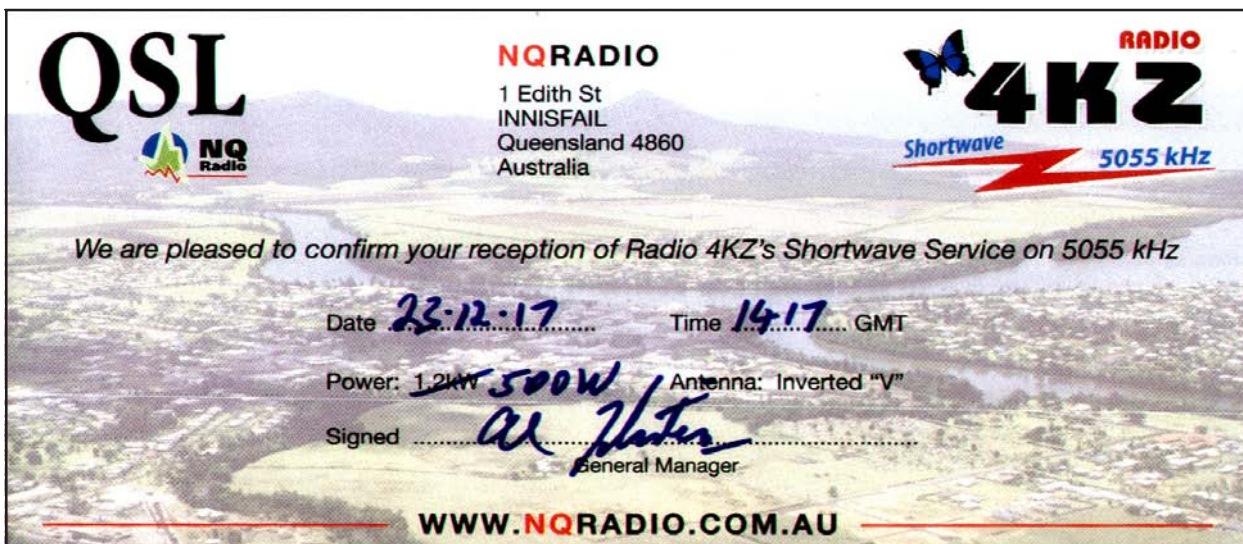 QSL
NQ
Radio
NQRADIO
1 Edith St
INNISFAIL
Queensland 4860
Australia
RADIO
4KZ
Shortwave
5055 kHz
We are pleased to confirm your reception of Radio 4KZ's Shortwave Service on 5055 kHz
Date 23.12.17 Time 1417 GMT
Power: 1.2kW 500W Antenna: Inverted "V"
Signed
General Manager
WWW.NQRADIO.COM.AU